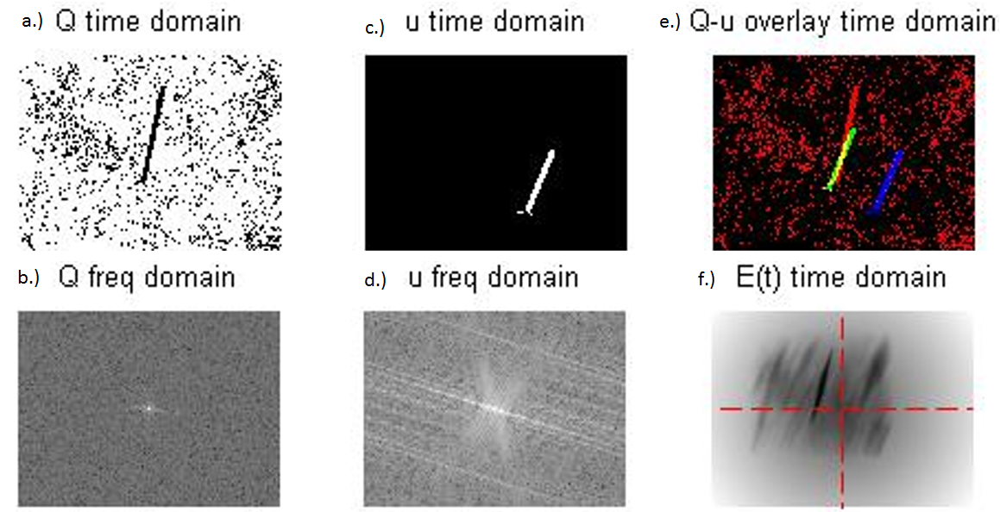 a.) Q time domain
c.) u time domain
e.) Q-u overlay time domain
b.) Q freq domain
d.) u freq domain
f.) E(t) time domain